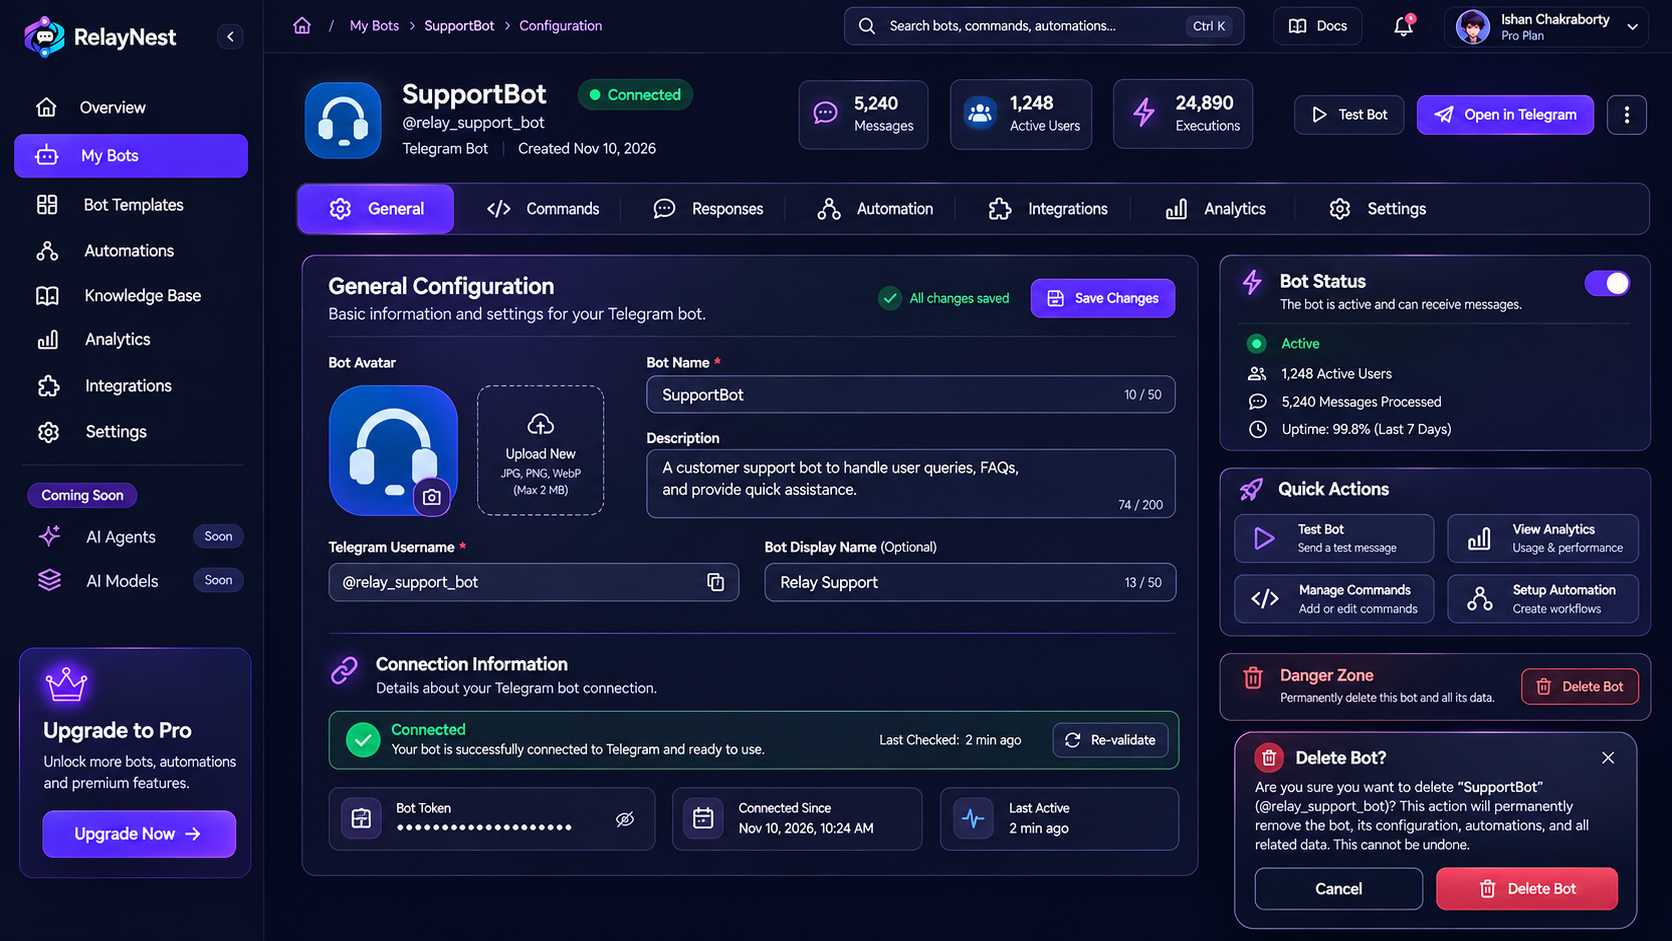 RelayNest
Overview
My Bots
Bot Templates
Automations
Knowledge Base
Analytics
Integrations
Settings
Coming Soon
AI Agents Soon
AI Models Soon
Upgrade to Pro
Unlock more bots, automations
and premium features.
Upgrade Now →
/ My Bots > SupportBot > Configuration
Search bots, commands, automations... Ctrl K
Docs
Ishan Chakraborty
Pro Plan
SupportBot
Connected
@relay_support_bot
Telegram Bot | Created Nov 10, 2026
5,240
Messages
1,248
Active Users
24,890
Executions
Test Bot
Open in Telegram
General
Commands
Responses
Automation
Integrations
Analytics
Settings
General Configuration
Basic information and settings for your Telegram bot.
All changes saved
Save Changes
Bot Avatar
Upload New
JPG, PNG, WebP
(Max 2 MB)
Bot Name *
SupportBot 10 / 50
Description
A customer support bot to handle user queries, FAQs,
and provide quick assistance.
74 / 200
Telegram Username *
@relay_support_bot
Bot Display Name (Optional)
Relay Support 13 / 50
Connection Information
Details about your Telegram bot connection.
Connected
Your bot is successfully connected to Telegram and ready to use.
Last Checked: 2 min ago
Re-validate
Bot Token
Connected Since
Nov 10, 2026, 10:24 AM
Last Active
2 min ago
Bot Status
The bot is active and can receive messages.
Active
1,248 Active Users
5,240 Messages Processed
Uptime: 99.8% (Last 7 Days)
Quick Actions
Test Bot
Send a test message
View Analytics
Usage & performance
Manage Commands
Add or edit commands
Setup Automation
Create workflows
Danger Zone
Permanently delete this bot and all its data.
Delete Bot
Delete Bot?
Are you sure you want to delete “SupportBot”
(@relay_support_bot)? This action will permanently
remove the bot, its configuration, automations, and all
related data. This cannot be undone.
Cancel
Delete Bot